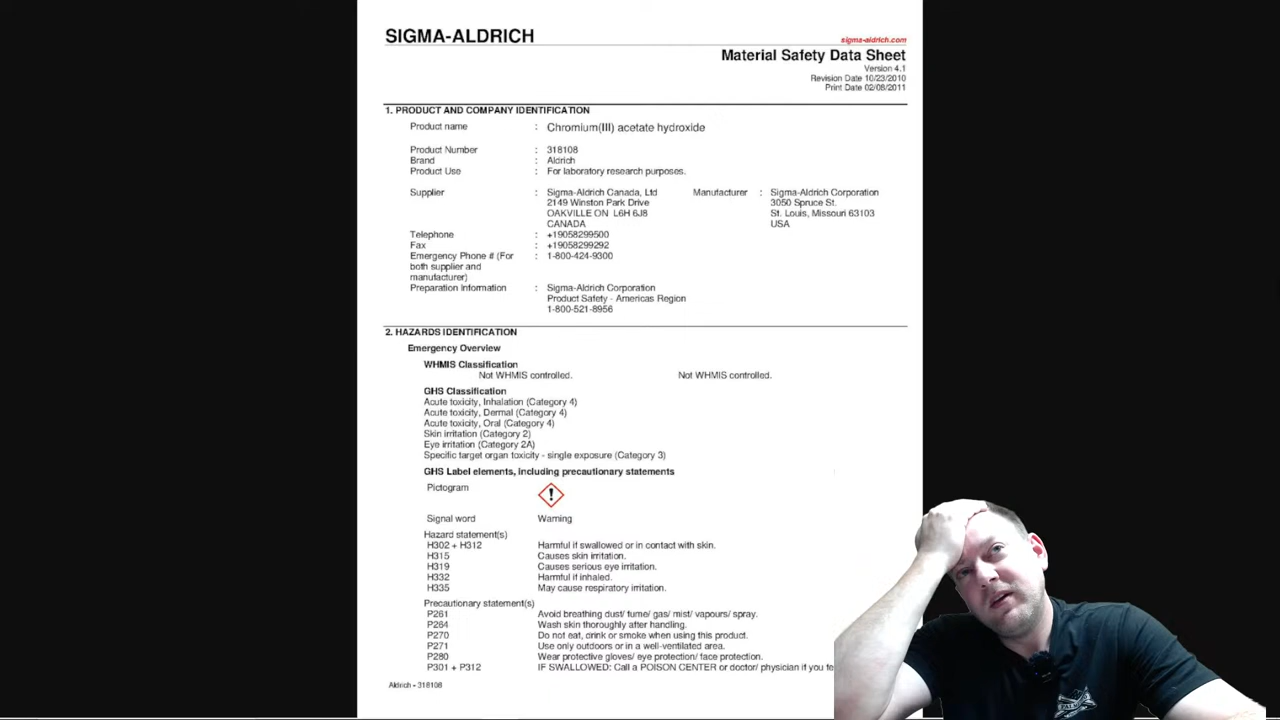 SIGMA-ALDRICH
sigma-aldrich.com
Material Safety Data Sheet
Version 4.1
Revision Date 10/23/2010
Print Date 02/08/2011
1. PRODUCT AND COMPANY IDENTIFICATION
Product name : Chromium(III) acetate hydroxide
Product Number : 318108
Brand : Aldrich
Product Use : For laboratory research purposes.
Supplier : Sigma-Aldrich Canada, Ltd Manufacturer : Sigma-Aldrich Corporation
2149 Winston Park Drive 3050 Spruce St.
OAKVILLE ON L6H 6J8 St. Louis, Missouri 63103
CANADA USA
Telephone : +19058299500
Fax : +19058299292
Emergency Phone # (For : 1-800-424-9300
both supplier and
manufacturer)
Preparation Information : Sigma-Aldrich Corporation
Product Safety - Americas Region
1-800-521-8956
2. HAZARDS IDENTIFICATION
Emergency Overview
WHMIS Classification
Not WHMIS controlled. Not WHMIS controlled.
GHS Classification
Acute toxicity, Inhalation (Category 4)
Acute toxicity, Dermal (Category 4)
Acute toxicity, Oral (Category 4)
Skin irritation (Category 2)
Eye irritation (Category 2A)
Specific target organ toxicity - single exposure (Category 3)
GHS Label elements, including precautionary statements
Pictogram
Signal word Warning
Hazard statement(s)
H302 + H312 Harmful if swallowed or in contact with skin.
H315 Causes skin irritation.
H319 Causes serious eye irritation.
H332 Harmful if inhaled.
H335 May cause respiratory irritation.
Precautionary statement(s)
P261 Avoid breathing dust/ fume/ gas/ mist/ vapours/ spray.
P264 Wash skin thoroughly after handling.
P270 Do not eat, drink or smoke when using this product.
P271 Use only outdoors or in a well-ventilated area.
P280 Wear protective gloves/ eye protection/ face protection.
P301 + P312 IF SWALLOWED: Call a POISON CENTER or doctor/ physician if you
Aldrich - 318108